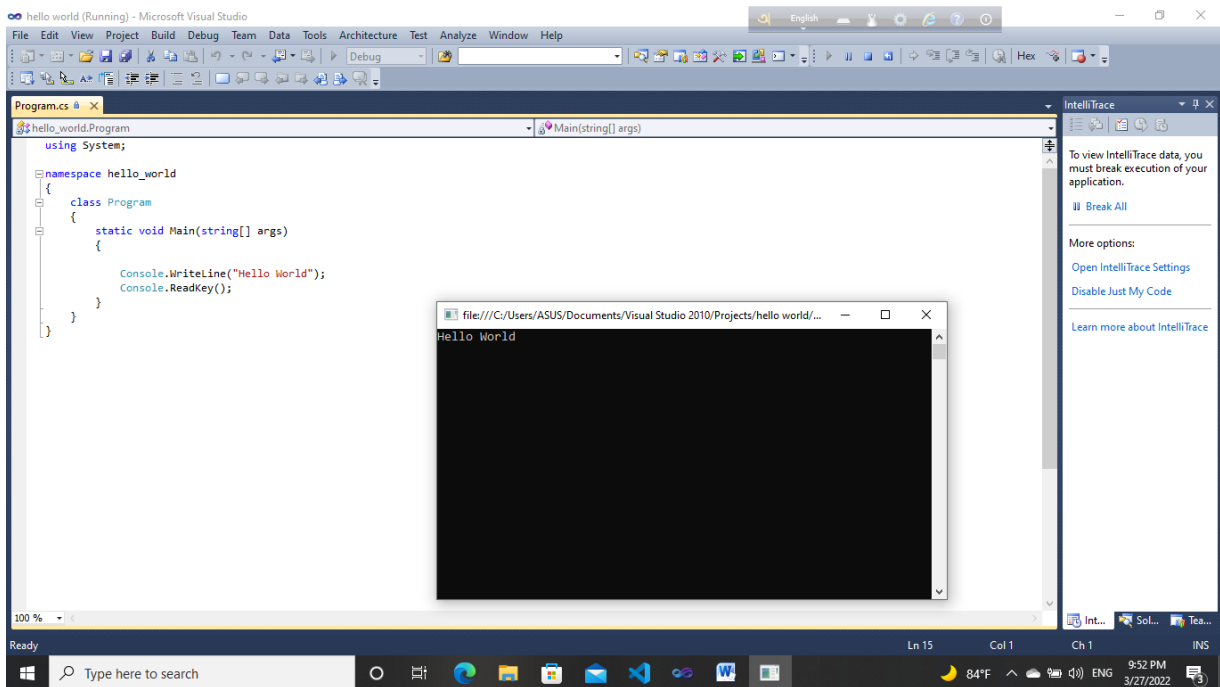 hello world (Running) - Microsoft Visual Studio
English
File Edit View Project Build Debug Team Data Tools Architecture Test Analyze Window Help
Debug
Hex
Program.cs
IntelliTrace
hello_world.Program
Main(string[] args)
using System;
namespace hello_world
{
class Program
{
static void Main(string[] args)
{
Console.WriteLine("Hello World");
Console.ReadKey();
}
}
}
To view IntelliTrace data, you
must break execution of your
application.
Break All
More options:
Open IntelliTrace Settings
Disable Just My Code
Learn more about IntelliTrace
file:///C:/Users/ASUS/Documents/Visual Studio 2010/Projects/hello world/...
Hello World
100 %
Int... Sol... Tea...
Ready
Ln 15 Col 1 Ch 1 INS
Type here to search
84°F
ENG
9:52 PM
3/27/2022
3